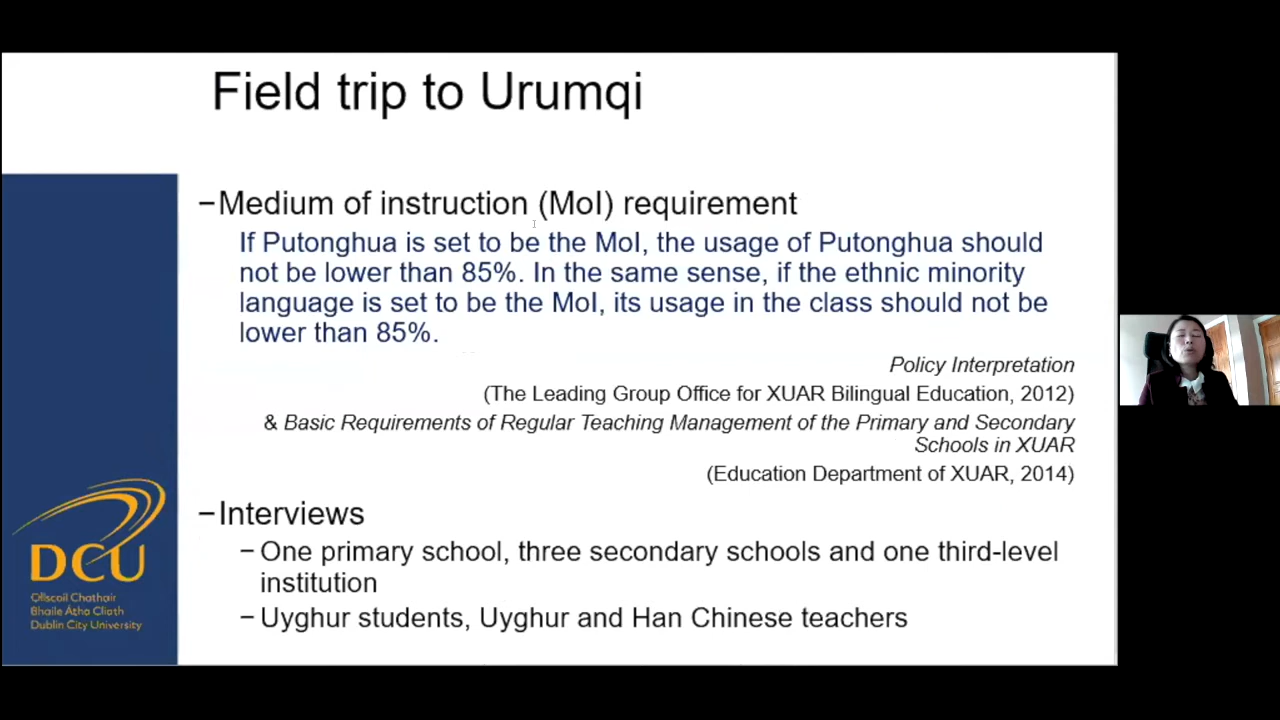 Field trip to Urumqi
−Medium of instruction (MoI) requirement
If Putonghua is set to be the MoI, the usage of Putonghua should
not be lower than 85%. In the same sense, if the ethnic minority
language is set to be the MoI, its usage in the class should not be
lower than 85%.
Policy Interpretation
(The Leading Group Office for XUAR Bilingual Education, 2012)
& Basic Requirements of Regular Teaching Management of the Primary and Secondary
Schools in XUAR
(Education Department of XUAR, 2014)
−Interviews
−One primary school, three secondary schools and one third-level
institution
−Uyghur students, Uyghur and Han Chinese teachers
DCU
Ollscoil Chathair
Bhaile Átha Cliath
Dublin City University